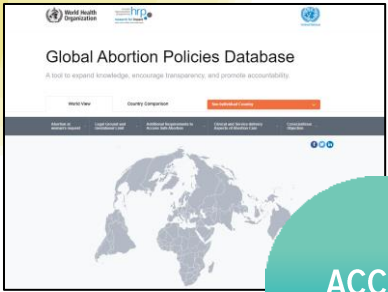 World Health
Organization
hrp
Global Abortion Policies Database
A tool to expand knowledge, encourage transparency, and promote accountability.
World View
Country Comparison
See Individual Country
Abortion at
woman's request
Legal Ground and
Gestational Limit
Additional Requirements to
Access Safe Abortion
Clinical and Service-delivery
Aspects of Abortion Care
Conscientious
Objection
ACC